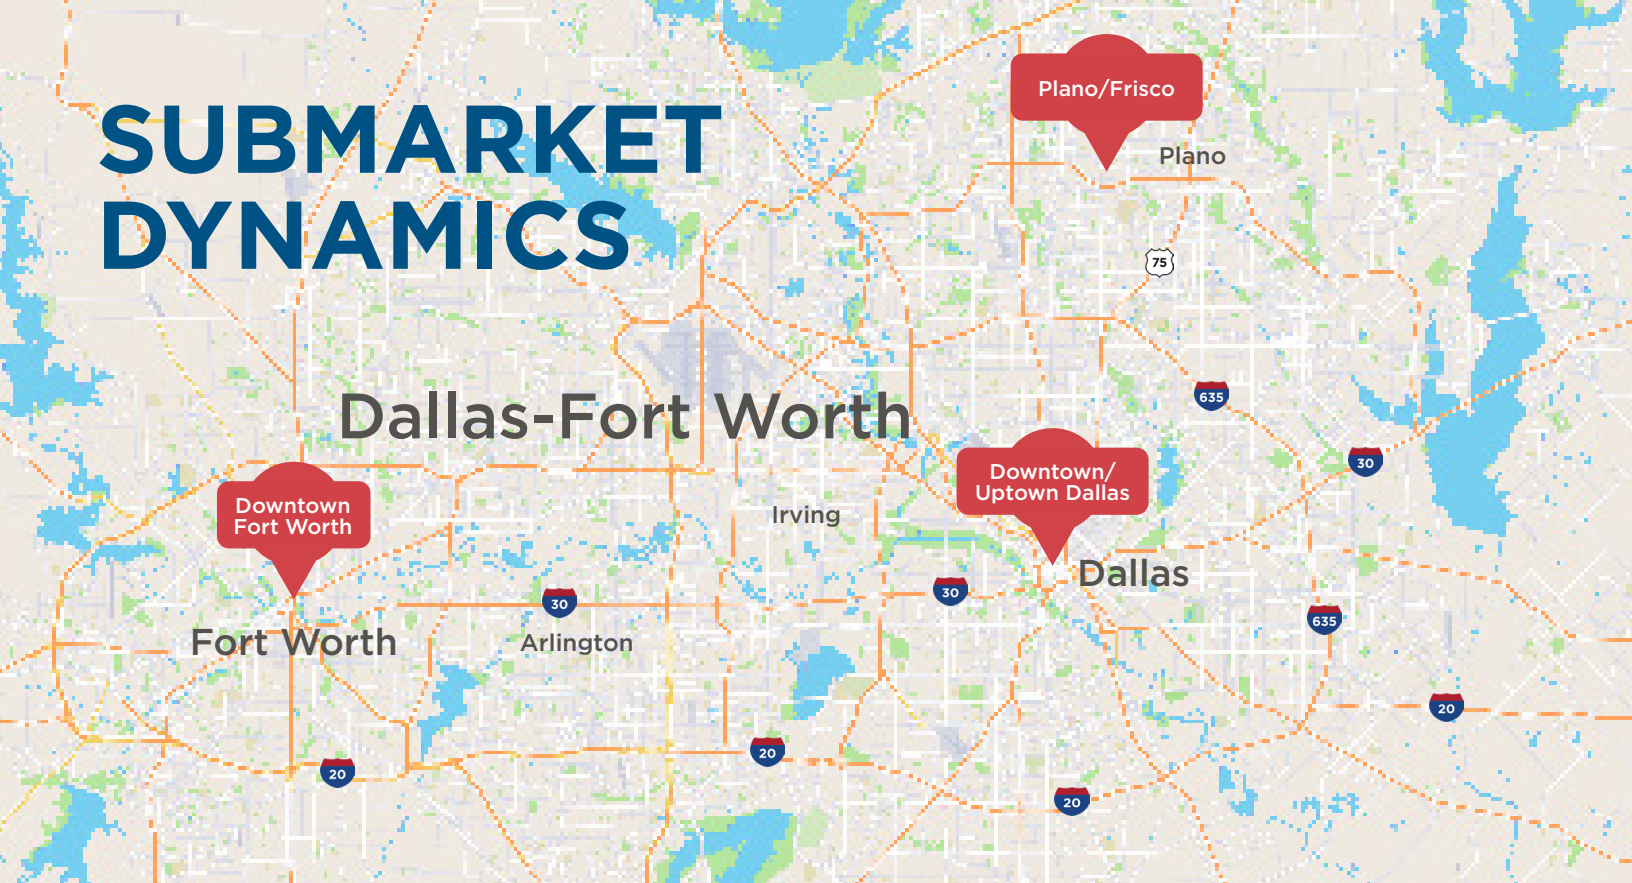 SUBMARKET
DYNAMICS
Plano/Frisco
Plano
75
635
Dallas-Fort Worth
30
Downtown/
Uptown Dallas
Downtown
Fort Worth
Irving
Dallas
30
30
635
Fort Worth
Arlington
20
20
20
20